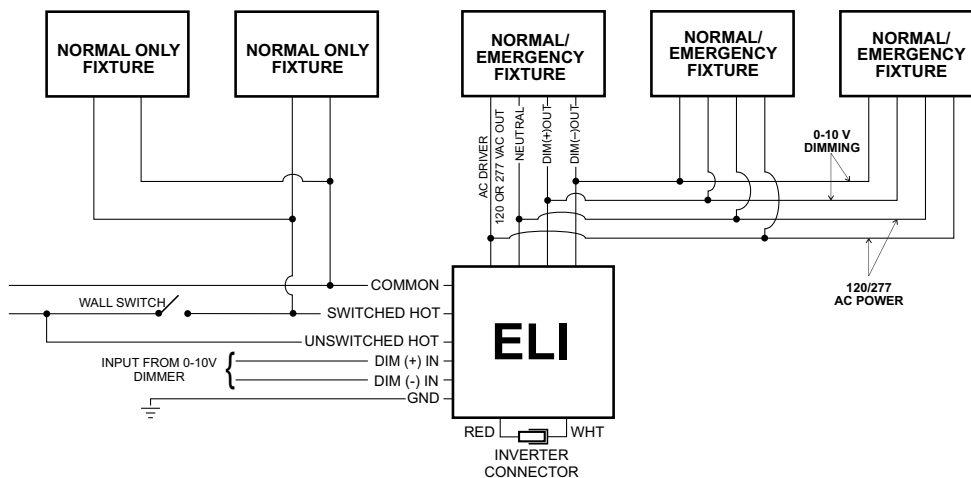 NORMAL ONLY
FIXTURE
NORMAL ONLY
FIXTURE
NORMAL/
EMERGENCY
FIXTURE
NORMAL/
EMERGENCY
FIXTURE
NORMAL/
EMERGENCY
FIXTURE
AC DRIVER
120 OR 277 VAC OUT
NEUTRAL
DIM(+)OUT
DIM(–)OUT
0-10 V
DIMMING
120/277
AC POWER
COMMON
WALL SWITCH
SWITCHED HOT
UNSWITCHED HOT
INPUT FROM 0-10V
DIMMER
DIM (+) IN
DIM (-) IN
GND
ELI
RED
WHT
INVERTER
CONNECTOR